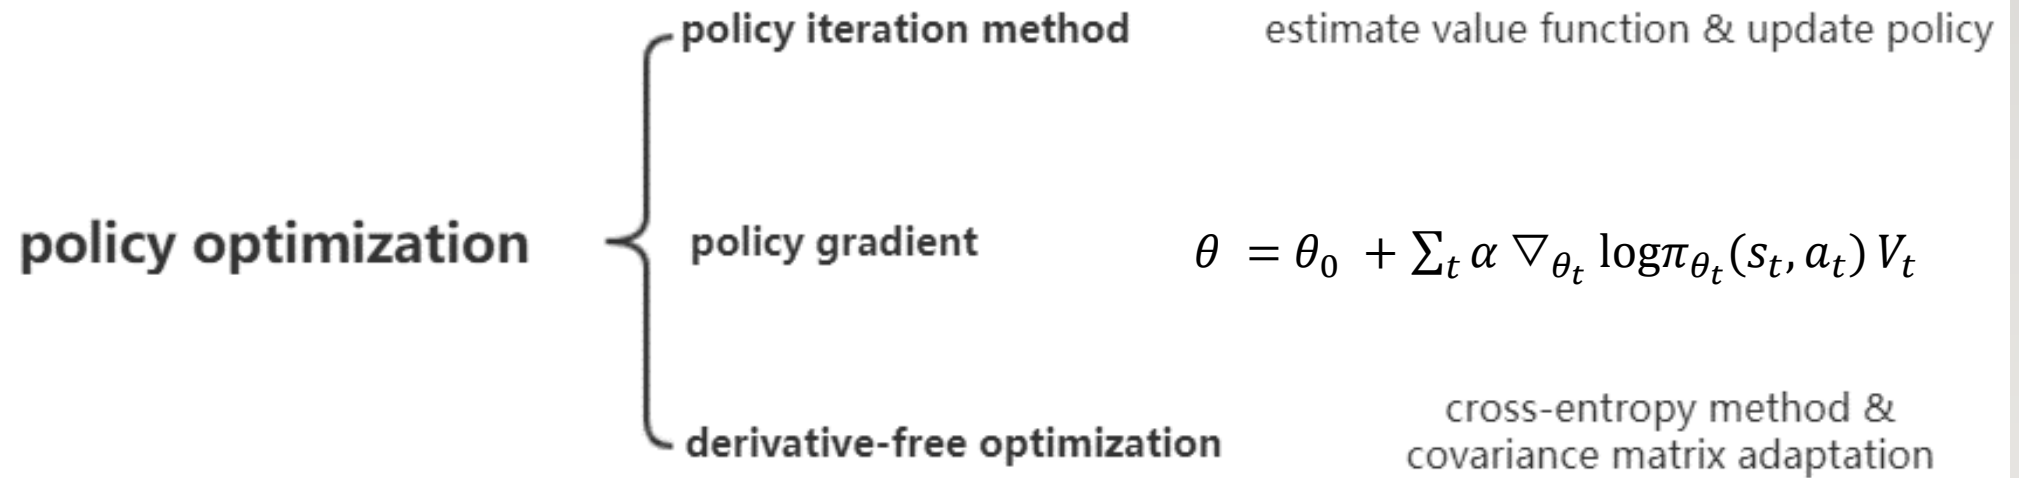 policy iteration method estimate value function & update policy
policy optimization policy gradient θ = θ₀ + ∑ₜ α ▽_{θₜ} logπ_{θₜ}(sₜ, aₜ) Vₜ
derivative-free optimization cross-entropy method &
covariance matrix adaptation